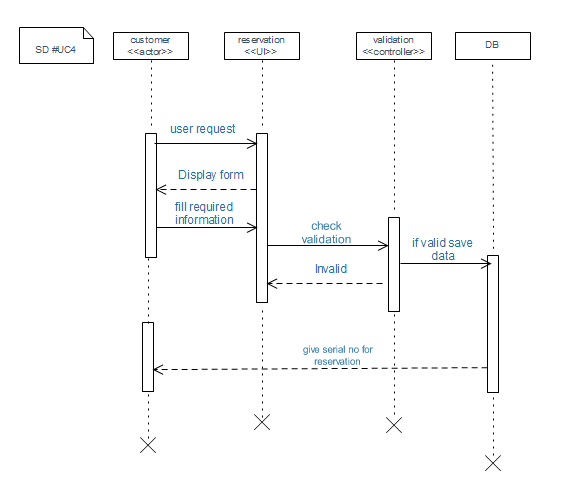 SD #UC4
customer
<<actor>>
reservation
<<UI>>
validation
<<controller>>
DB
user request
Display form
fill required
information
check
validation
if valid save
data
Invalid
give serial no for
reservation